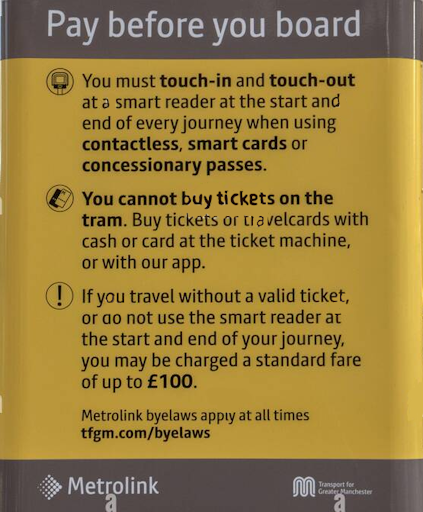 Pay before you board
You must touch-in and touch-out
at a smart reader at the start and
end of every journey when using
contactless, smart cards or
concessionary passes.
You cannot buy tickets on the
tram. Buy tickets or travelcards with
cash or card at the ticket machine,
or with our app.
! If you travel without a valid ticket,
or do not use the smart reader at
the start and end of your journey,
you may be charged a standard fare
of up to £100.
Metrolink byelaws apply at all times
tfgm.com/byelaws
Metrolink
Transport for
Greater Manchester
a a